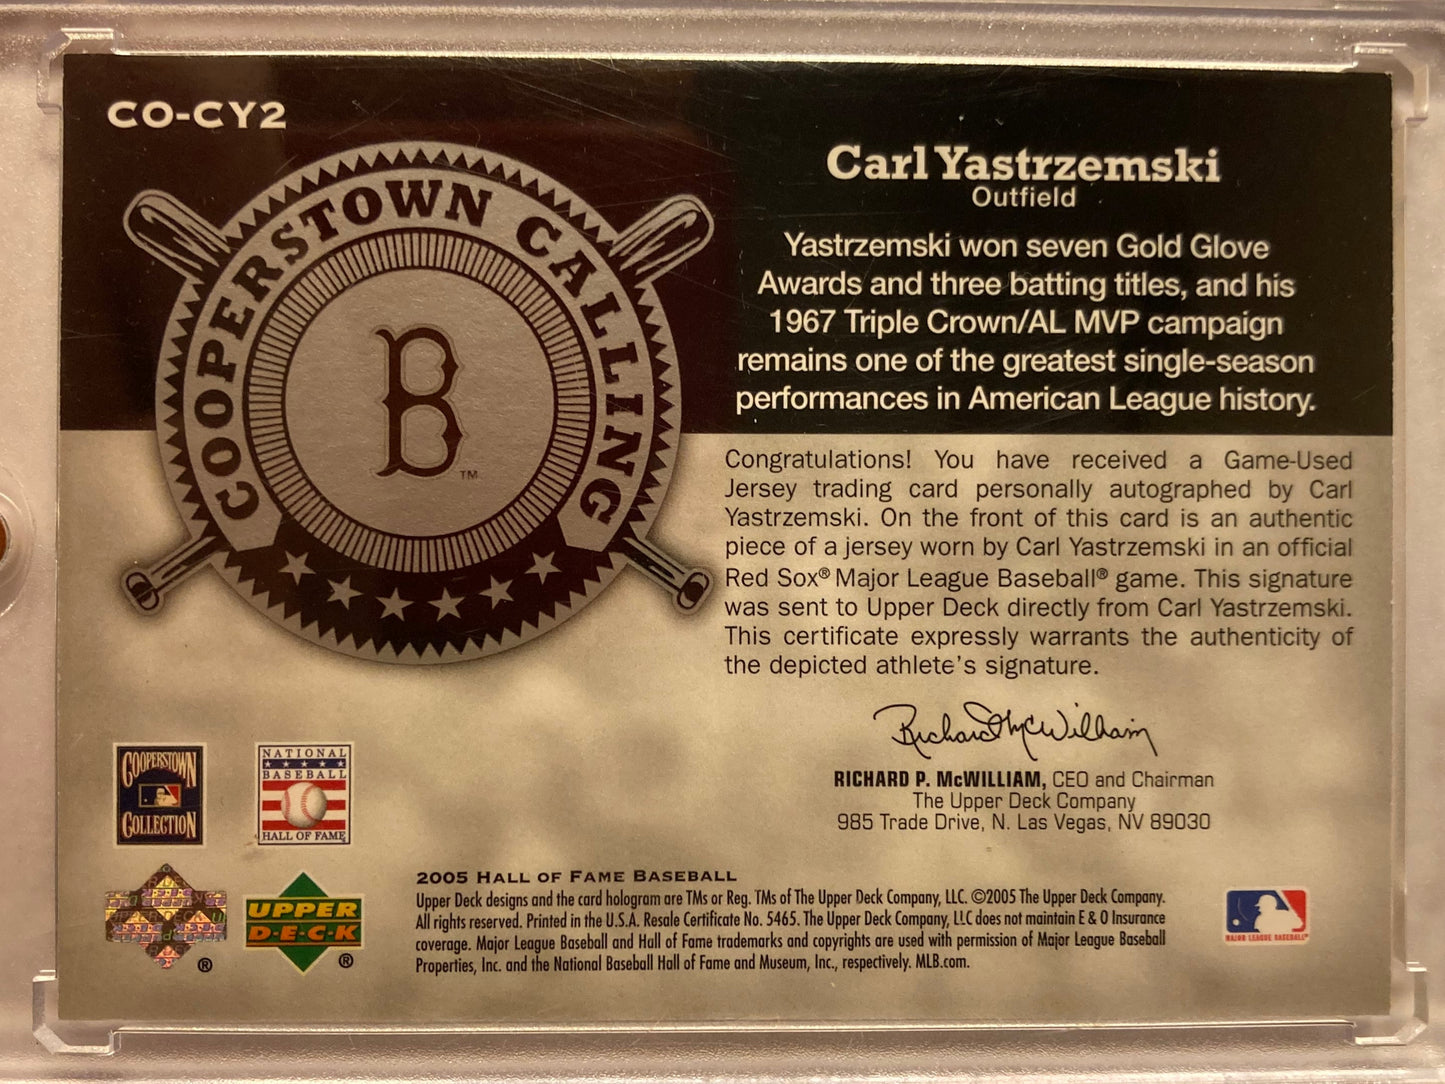 CO-CY2
COOPERSTOWN CALLING
B
TM
Carl Yastrzemski
Outfield
Yastrzemski won seven Gold Glove
Awards and three batting titles, and his
1967 Triple Crown/AL MVP campaign
remains one of the greatest single-season
performances in American League history.
Congratulations! You have received a Game-Used
Jersey trading card personally autographed by Carl
Yastrzemski. On the front of this card is an authentic
piece of a jersey worn by Carl Yastrzemski in an official
Red Sox® Major League Baseball® game. This signature
was sent to Upper Deck directly from Carl Yastrzemski.
This certificate expressly warrants the authenticity of
the depicted athlete's signature.
Richard P. McWilliam
RICHARD P. McWILLIAM, CEO and Chairman
The Upper Deck Company
985 Trade Drive, N. Las Vegas, NV 89030
COOPERSTOWN
COLLECTION
NATIONAL
BASEBALL
HALL OF FAME
®
UPPER
D·E·C·K
®
2005 HALL OF FAME BASEBALL
Upper Deck designs and the card hologram are TMs or Reg. TMs of The Upper Deck Company, LLC. ©2005 The Upper Deck Company.
All rights reserved. Printed in the U.S.A. Resale Certificate No. 5465. The Upper Deck Company, LLC does not maintain E & O Insurance
coverage. Major League Baseball and Hall of Fame trademarks and copyrights are used with permission of Major League Baseball
Properties, Inc. and the National Baseball Hall of Fame and Museum, Inc., respectively. MLB.com.
MAJOR LEAGUE BASEBALL